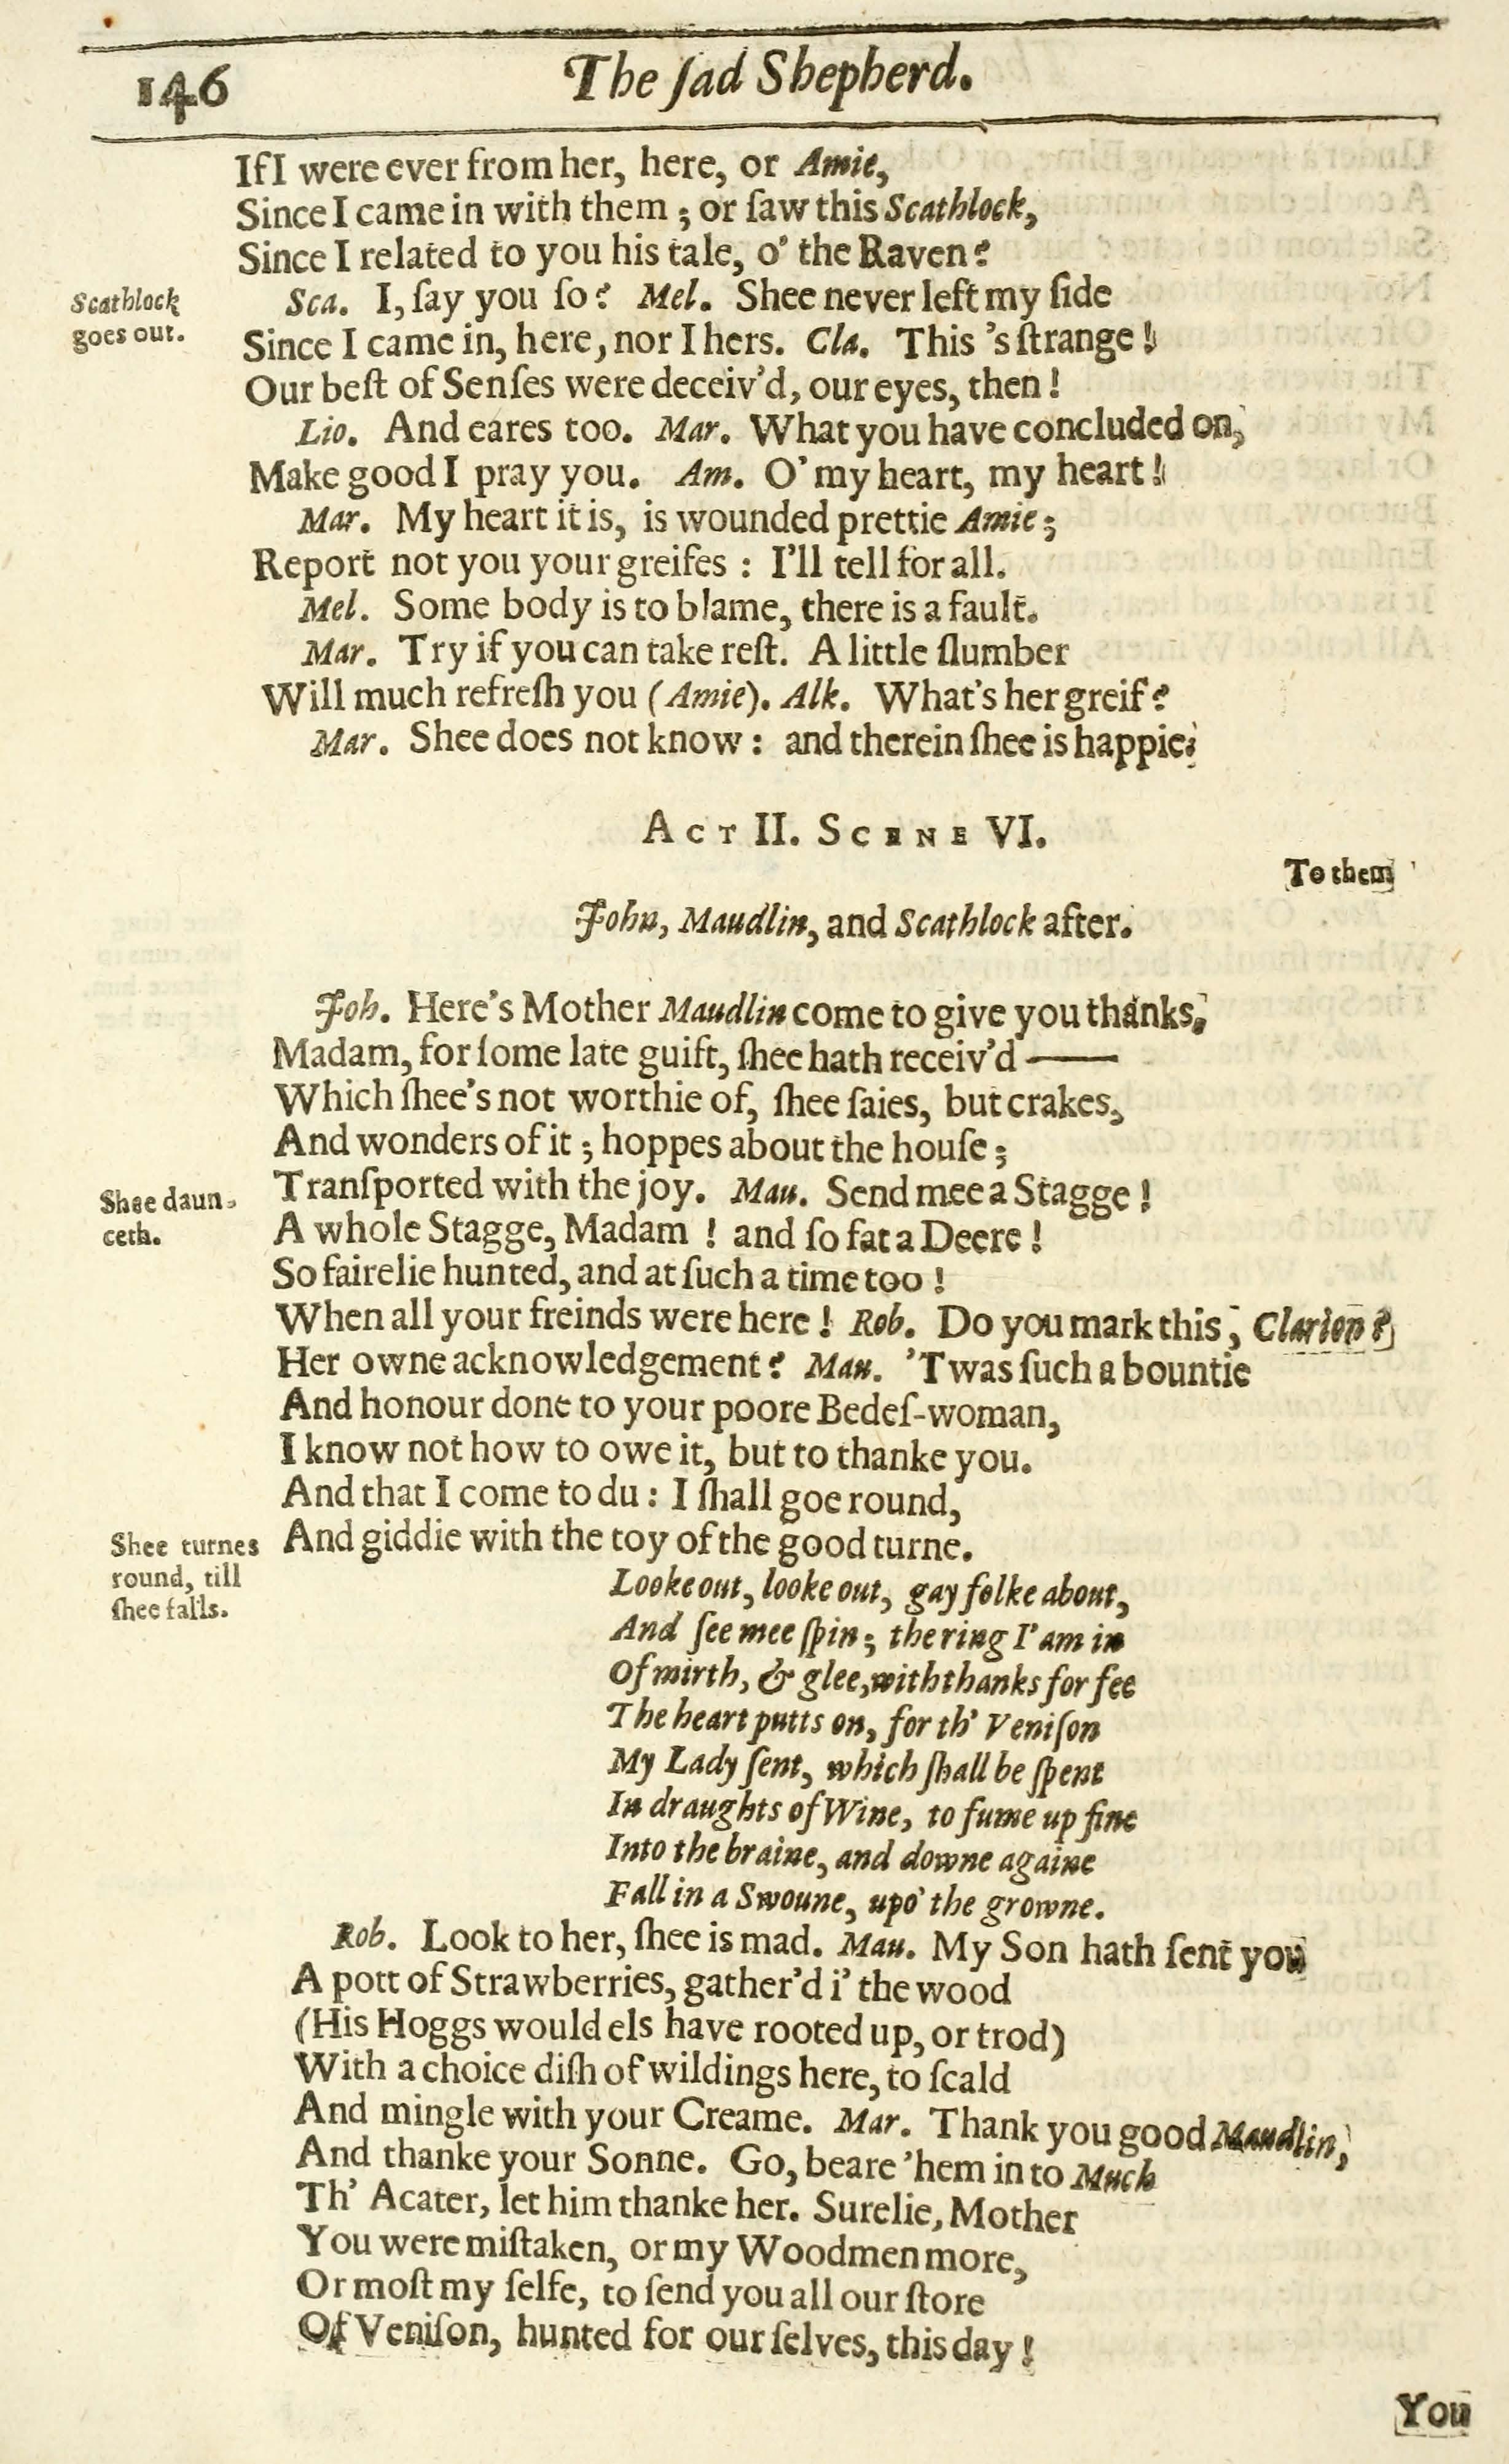 146 The ſad Shepherd.
If I were ever from her, here, or Amie,
Since I came in with them; or ſaw this Scathlock,
Since I related to you his tale, o' the Raven?
Scathlock goes out.
Sca. I, ſay you ſo? Mel. Shee never left my ſide
Since I came in, here, nor I hers. Cla. This 's ſtrange!
Our beſt of Senſes were deceiv'd, our eyes, then!
Lio. And eares too. Mar. What you have concluded on,
Make good I pray you. Am. O' my heart, my heart!
Mar. My heart it is, is wounded prettie Amie;
Report not you your greifes: I'll tell for all.
Mel. Some body is to blame, there is a fault.
Mar. Try if you can take reſt. A little ſlumber
Will much refreſh you (Amie). Alk. What's her greif?
Mar. Shee does not know: and therein ſhee is happie.
Act II. Scene VI.
To them
John, Maudlin, and Scathlock after.
Joh. Here's Mother Maudlin come to give you thanks,
Madam, for ſome late guift, ſhee hath receiv'd ——
Which ſhee's not worthie of, ſhee ſaies, but crakes,
And wonders of it; hoppes about the houſe;
Shee daun-
ceth.
Tranſported with the joy. Mau. Send mee a Stagge!
A whole Stagge, Madam! and ſo fat a Deere!
So fairelie hunted, and at ſuch a time too!
When all your freinds were here! Rob. Do you mark this, Clarion?
Her owne acknowledgement? Mau. 'Twas ſuch a bountie
And honour done to your poore Bedeſ-woman,
I know not how to owe it, but to thanke you.
And that I come to du: I ſhall goe round,
Shee turnes
round, till
ſhee falls.
And giddie with the toy of the good turne.
Looke out, looke out, gay folke about,
And ſee mee ſpin; the ring I'am in
Of mirth, & glee, with thanks for fee
The heart putts on, for th' Veniſon
My Lady ſent, which ſhall be ſpent
In draughts of Wine, to fume up fine
Into the braine, and downe againe
Fall in a Swoune, upo' the growne.
Rob. Look to her, ſhee is mad. Mau. My Son hath ſent you
A pott of Strawberries, gather'd i' the wood
(His Hoggs would els have rooted up, or trod)
With a choice diſh of wildings here, to ſcald
And mingle with your Creame. Mar. Thank you good Maudlin,
And thanke your Sonne. Go, beare 'hem in to Much
Th' Acater, let him thanke her. Surelie, Mother
You were miſtaken, or my Woodmen more,
Or moſt my ſelfe, to ſend you all our ſtore
Of Veniſon, hunted for our ſelves, this day!
You